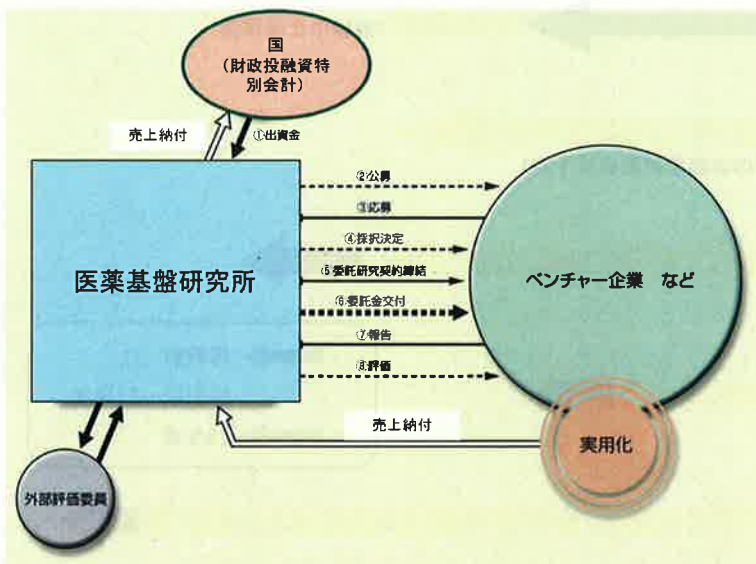 国
(財政投融資特
別会計)
売上納付
①出資金
②公募
③応募
④採択決定
医薬基盤研究所
⑤委託研究契約締結
ベンチャー企業 など
⑥委託金交付
⑦報告
⑧評価
売上納付
実用化
外部評価委員